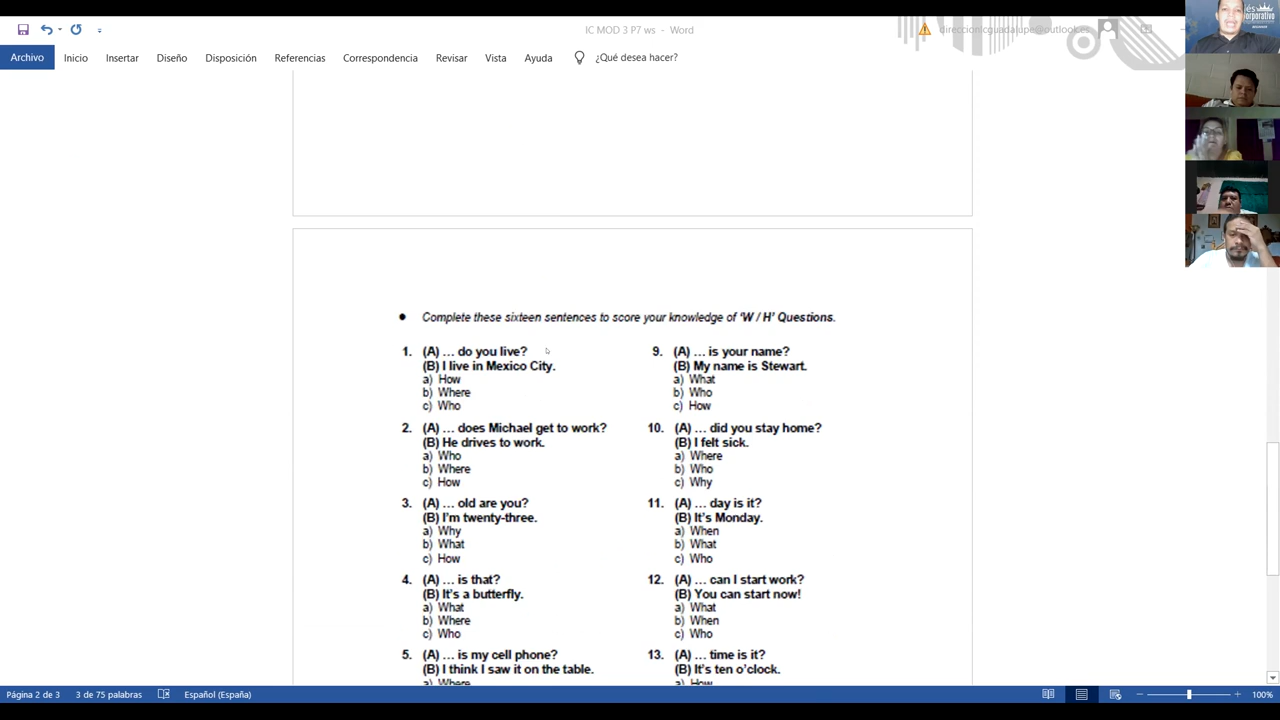 IC MOD 3 P7 ws - Word
direccionicguadalupe@outlook.es
Archivo Inicio Insertar Diseño Disposición Referencias Correspondencia Revisar Vista Ayuda ¿Qué desea hacer?
• Complete these sixteen sentences to score your knowledge of 'W / H' Questions.
1. (A) ... do you live?
(B) I live in Mexico City.
a) How
b) Where
c) Who
2. (A) ... does Michael get to work?
(B) He drives to work.
a) Who
b) Where
c) How
3. (A) ... old are you?
(B) I'm twenty-three.
a) Why
b) What
c) How
4. (A) ... is that?
(B) It's a butterfly.
a) What
b) Where
c) Who
5. (A) ... is my cell phone?
(B) I think I saw it on the table.
a) Where
9. (A) ... is your name?
(B) My name is Stewart.
a) What
b) Who
c) How
10. (A) ... did you stay home?
(B) I felt sick.
a) Where
b) Who
c) Why
11. (A) ... day is it?
(B) It's Monday.
a) When
b) What
c) Who
12. (A) ... can I start work?
(B) You can start now!
a) What
b) When
c) Who
13. (A) ... time is it?
(B) It's ten o'clock.
a) How
Página 2 de 3 3 de 75 palabras Español (España) 100%